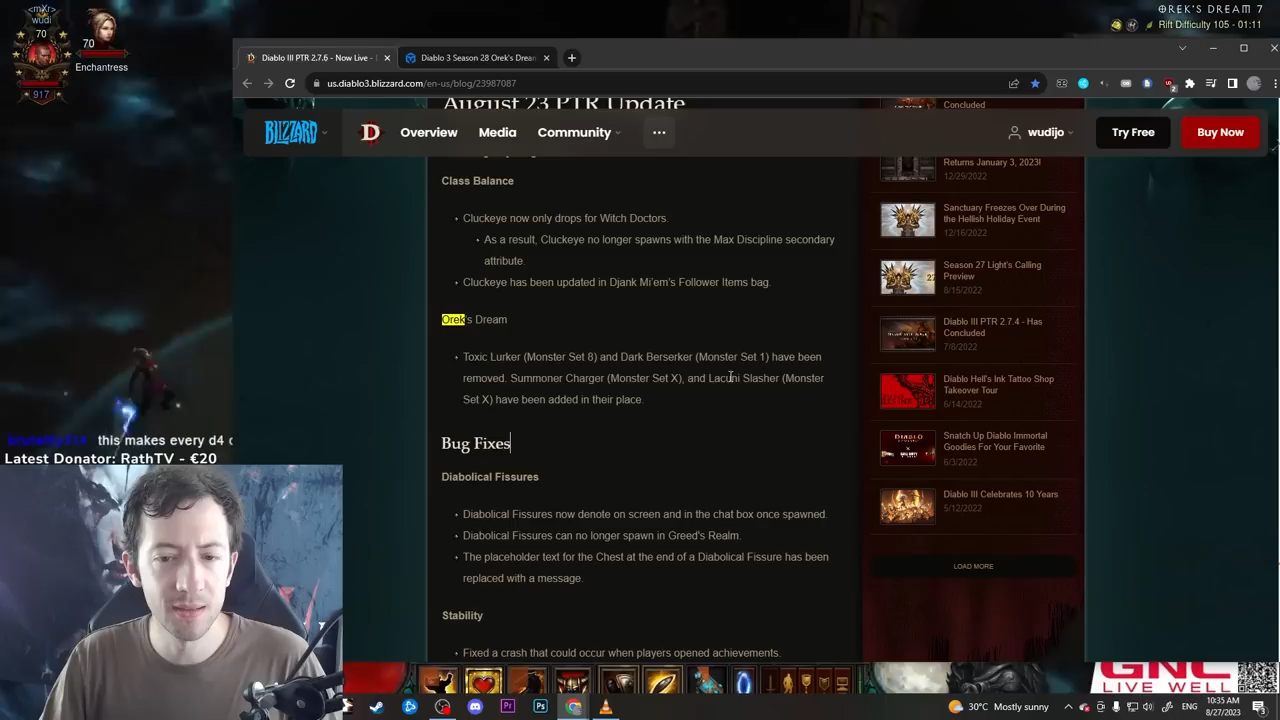 <mXr>
wudi
70
917
70
Enchantress
OREK'S DREAM 7
Rift Difficulty 105 - 01:11
Diablo III PTR 2.7.6 - Now Live -
Diablo 3 Season 28 Orek's Dream
us.diablo3.blizzard.com/en-us/blog/23987087
August 23 PTR Update
BLIZZARD
D
Overview
Media
Community
wudijo
Try Free
Buy Now
Class Balance
Cluckeye now only drops for Witch Doctors.
As a result, Cluckeye no longer spawns with the Max Discipline secondary
attribute.
Cluckeye has been updated in Djank Mi'em's Follower Items bag.
Orek's Dream
Toxic Lurker (Monster Set 8) and Dark Berserker (Monster Set 1) have been
removed. Summoner Charger (Monster Set X), and Lacuni Slasher (Monster
Set X) have been added in their place.
Bug Fixes
Diabolical Fissures
Diabolical Fissures now denote on screen and in the chat box once spawned.
Diabolical Fissures can no longer spawn in Greed's Realm.
The placeholder text for the Chest at the end of a Diabolical Fissure has been
replaced with a message.
Stability
Fixed a crash that could occur when players opened achievements.
Concluded
Returns January 3, 2023!
12/29/2022
Sanctuary Freezes Over During
the Hellish Holiday Event
12/16/2022
Season 27 Light's Calling
Preview
8/15/2022
Diablo III PTR 2.7.4 - Has
Concluded
7/8/2022
Diablo Hell's Ink Tattoo Shop
Takeover Tour
6/14/2022
Snatch Up Diablo Immortal
Goodies For Your Favorite
6/3/2022
Diablo III Celebrates 10 Years
5/12/2022
LOAD MORE
this makes every d4 c
Latest Donator: RathTV - €20
GNC
LIVE WELL
30°C Mostly sunny
10:35 AM
8/27/2023